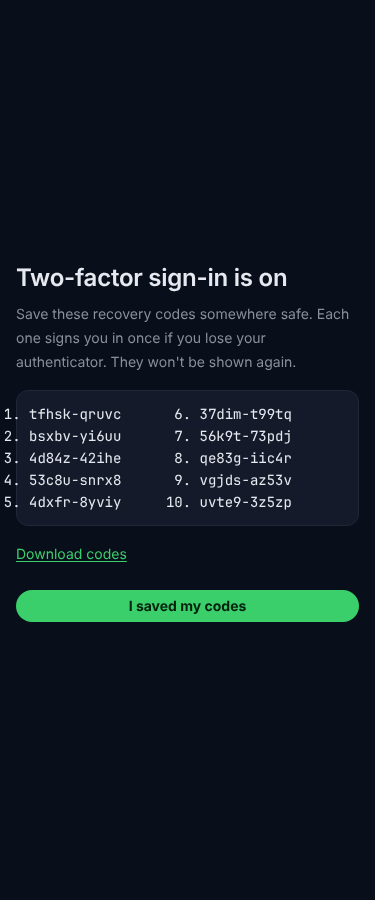 Two-factor sign-in is on
Save these recovery codes somewhere safe. Each
one signs you in once if you lose your
authenticator. They won't be shown again.
1. tfhsk-qruvc
2. bsxbv-yi6uu
3. 4d84z-42ihe
4. 53c8u-snrx8
5. 4dxfr-8yviy
6. 37dim-t99tq
7. 56k9t-73pdj
8. qe83g-iic4r
9. vgjds-az53v
10. uvte9-3z5zp
Download codes
I saved my codes